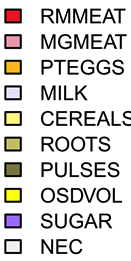 RMMEAT
MGMEAT
PTEGGS
MILK
CEREALS
ROOTS
PULSES
OSDVOL
SUGAR
NEC